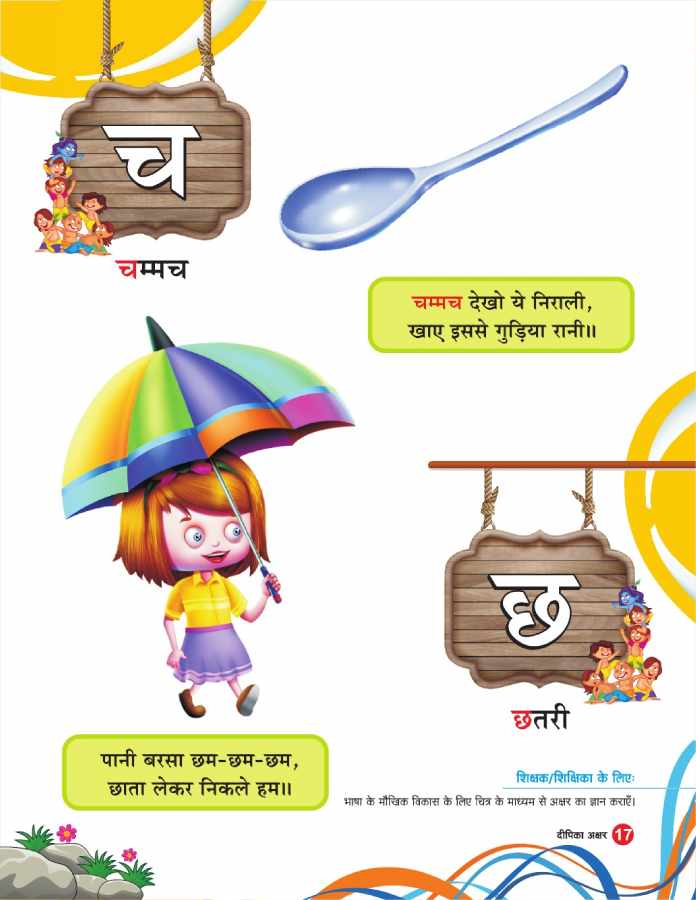 च
चम्मच
चम्मच देखो ये निराली,
खाए इससे गुड़िया रानी॥
छ
छतरी
पानी बरसा छम-छम-छम,
छाता लेकर निकले हम॥
शिक्षक/शिक्षिका के लिएः
भाषा के मौखिक विकास के लिए चित्र के माध्यम से अक्षर का ज्ञान कराएँ।
दीपिका अक्षर 17